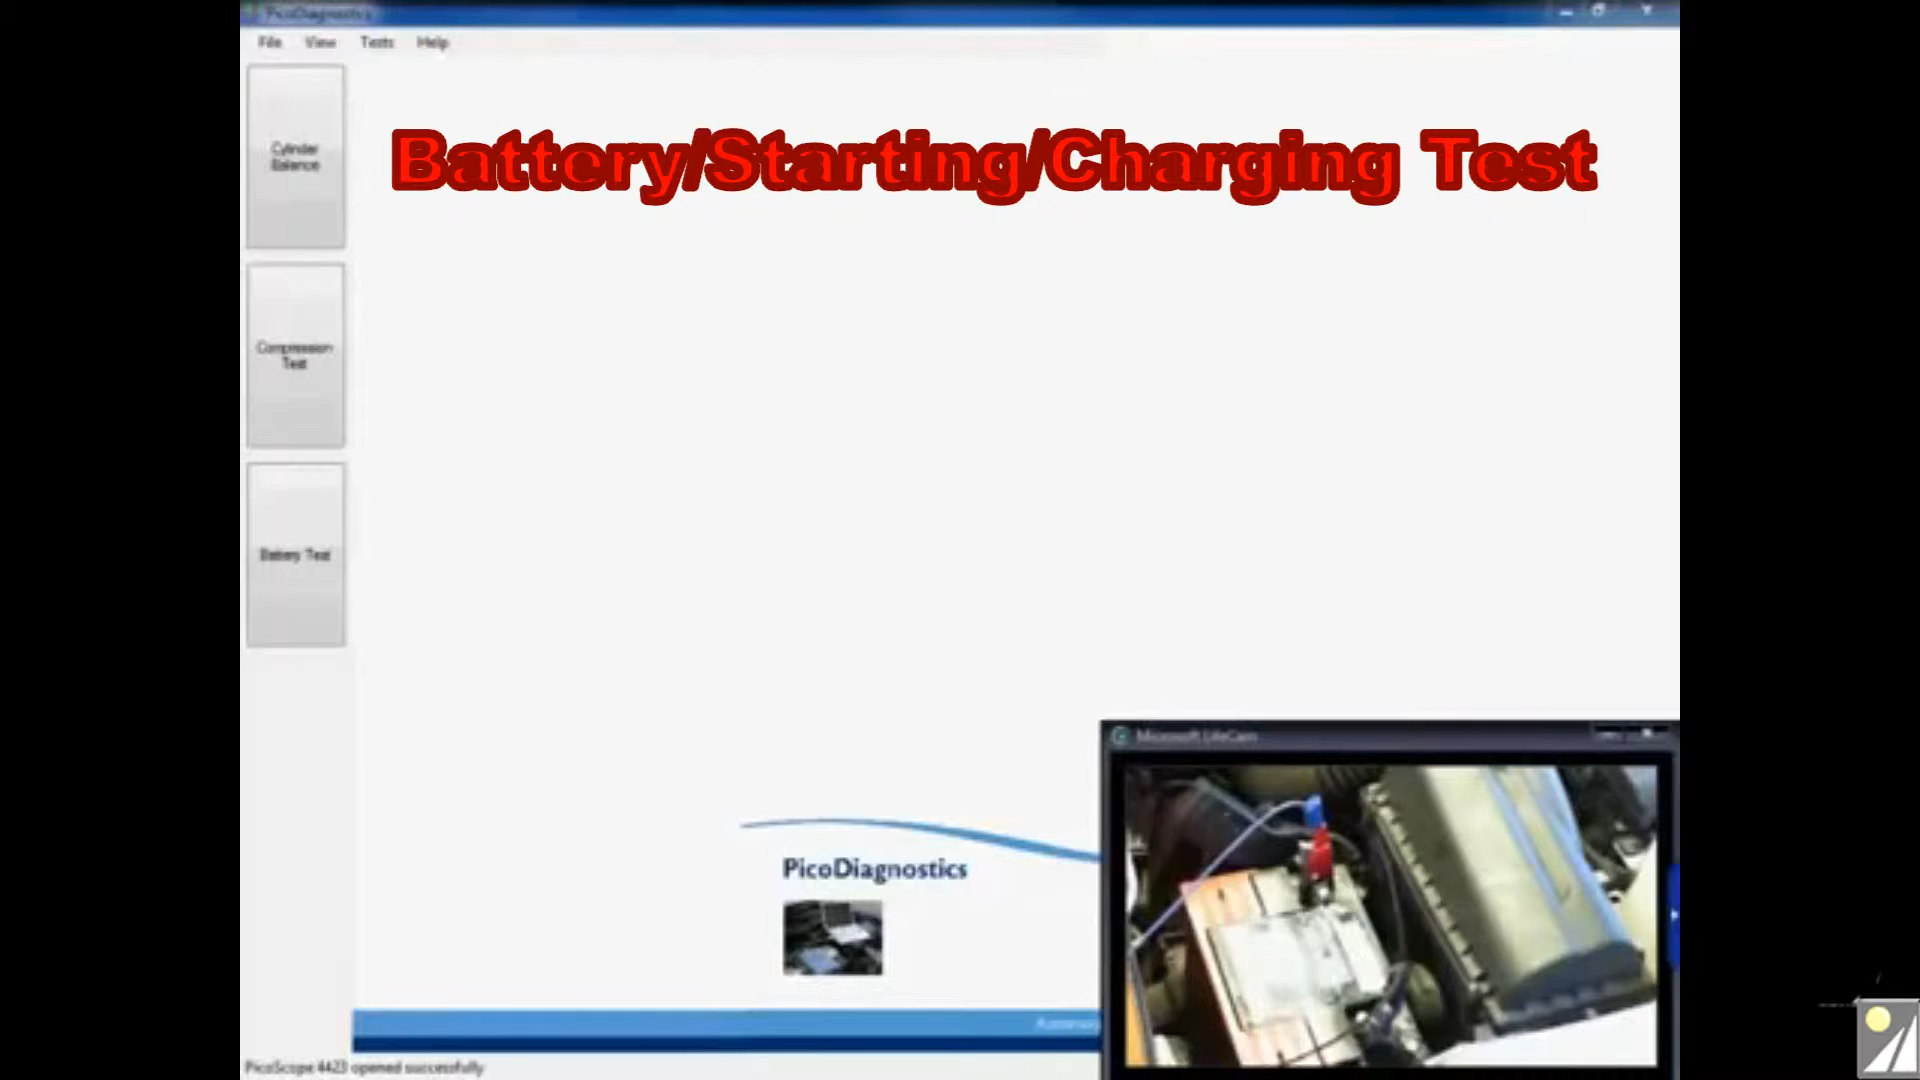 PicoDiagnostics
File View Tests Help
Battery/Starting/Charging Test
Cylinder
Balance
Compression
Test
Battery Test
Microsoft LifeCam
PicoDiagnostics
PicoScope 4423 opened successfully